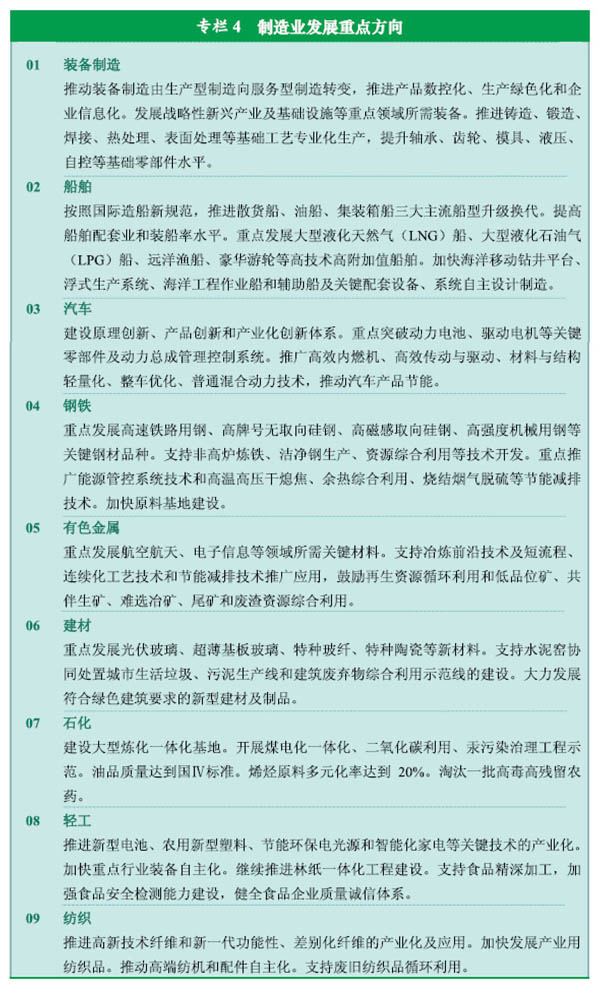 专栏 4 制造业发展重点方向
01 装备制造
推动装备制造由生产型制造向服务型制造转变，推进产品数控化、生产绿色化和企
业信息化。发展战略性新兴产业及基础设施等重点领域所需装备。推进铸造、锻造、
焊接、热处理、表面处理等基础工艺专业化生产，提升轴承、齿轮、模具、液压、
自控等基础零部件水平。
02 船舶
按照国际造船新规范，推进散货船、油船、集装箱船三大主流船型升级换代。提高
船舶配套业和装船率水平。重点发展大型液化天然气（LNG）船、大型液化石油气
（LPG）船、远洋渔船、豪华游轮等高技术高附加值船舶。加快海洋移动钻井平台、
浮式生产系统、海洋工程作业船和辅助船及关键配套设备、系统自主设计制造。
03 汽车
建设原理创新、产品创新和产业化创新体系。重点突破动力电池、驱动电机等关键
零部件及动力总成管理控制系统。推广高效内燃机、高效传动与驱动、材料与结构
轻量化、整车优化、普通混合动力技术，推动汽车产品节能。
04 钢铁
重点发展高速铁路用钢、高牌号无取向硅钢、高磁感取向硅钢、高强度机械用钢等
关键钢材品种。支持非高炉炼铁、洁净钢生产、资源综合利用等技术开发。重点推
广能源管控系统技术和高温高压干熄焦、余热综合利用、烧结烟气脱硫等节能减排
技术。加快原料基地建设。
05 有色金属
重点发展航空航天、电子信息等领域所需关键材料。支持冶炼前沿技术及短流程、
连续化工艺技术和节能减排技术推广应用，鼓励再生资源循环利用和低品位矿、共
伴生矿、难选冶矿、尾矿和废渣资源综合利用。
06 建材
重点发展光伏玻璃、超薄基板玻璃、特种玻纤、特种陶瓷等新材料。支持水泥窑协
同处置城市生活垃圾、污泥生产线和建筑废弃物综合利用示范线的建设。大力发展
符合绿色建筑要求的新型建材及制品。
07 石化
建设大型炼化一体化基地。开展煤电化一体化、二氧化碳利用、汞污染治理工程示
范。油品质量达到国Ⅳ标准。烯烃原料多元化率达到 20%。淘汰一批高毒高残留农
药。
08 轻工
推进新型电池、农用新型塑料、节能环保电光源和智能化家电等关键技术的产业化。
加快重点行业装备自主化。继续推进林纸一体化工程建设。支持食品精深加工，加
强食品安全检测能力建设，健全食品企业质量诚信体系。
09 纺织
推进高新技术纤维和新一代功能性、差别化纤维的产业化及应用。加快发展产业用
纺织品。推动高端纺机和配件自主化。支持废旧纺织品循环利用。